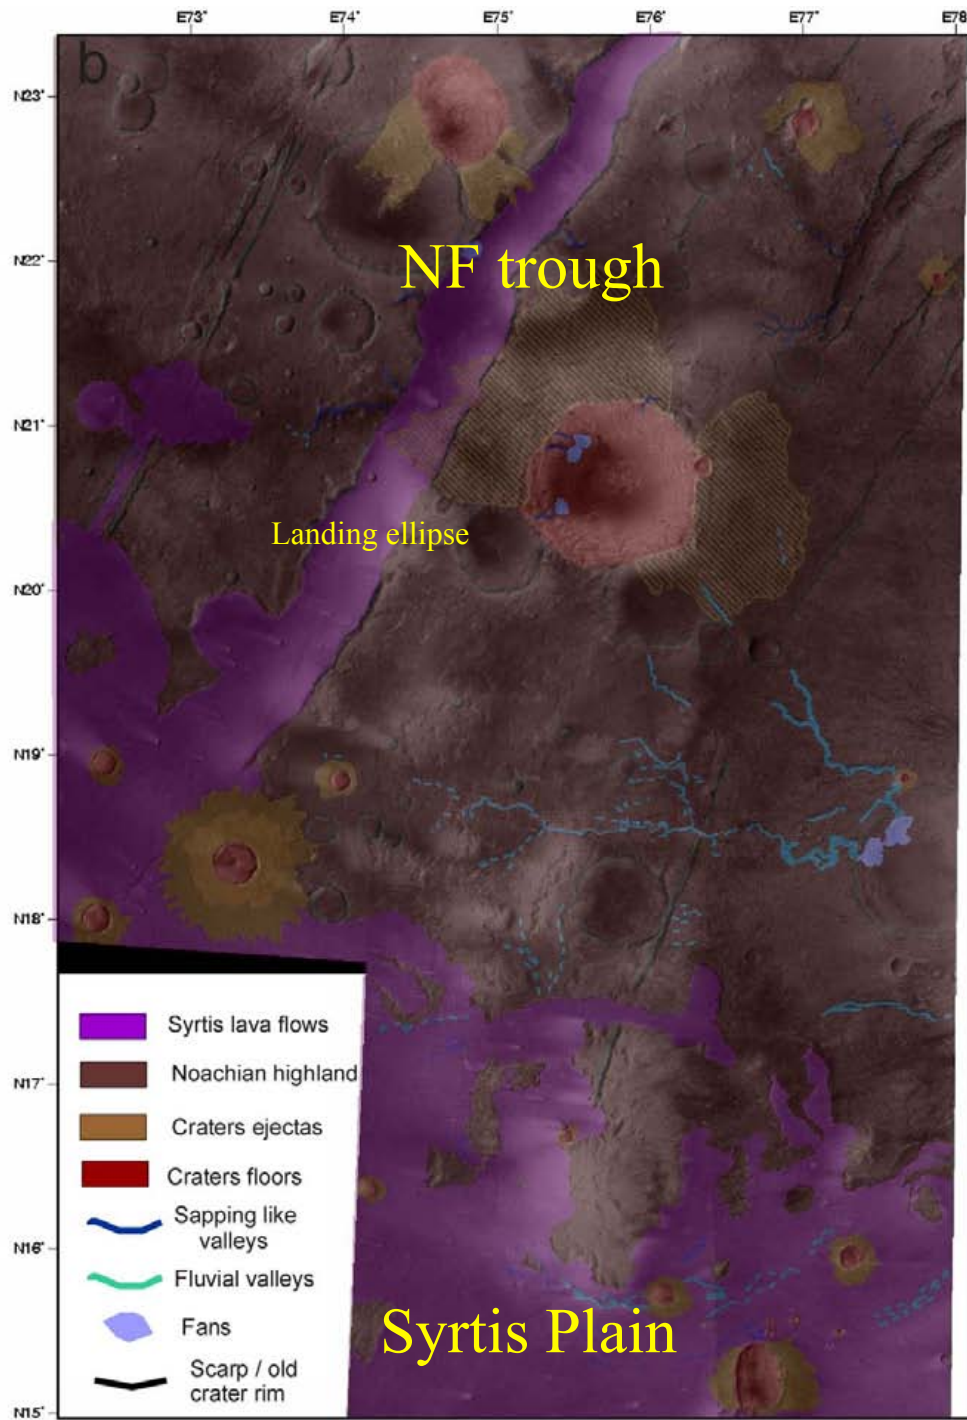 E73° E74° E75° E76° E77° E78
b
N23°
N22°
NF trough
N21°
Landing ellipse
N20°
N19°
N18°
Syrtis lava flows
Noachian highland
N17°
Craters ejectas
Craters floors
Sapping like
valleys
N16°
Fluvial valleys
Syrtis Plain
Fans
Scarp / old
crater rim
N15°